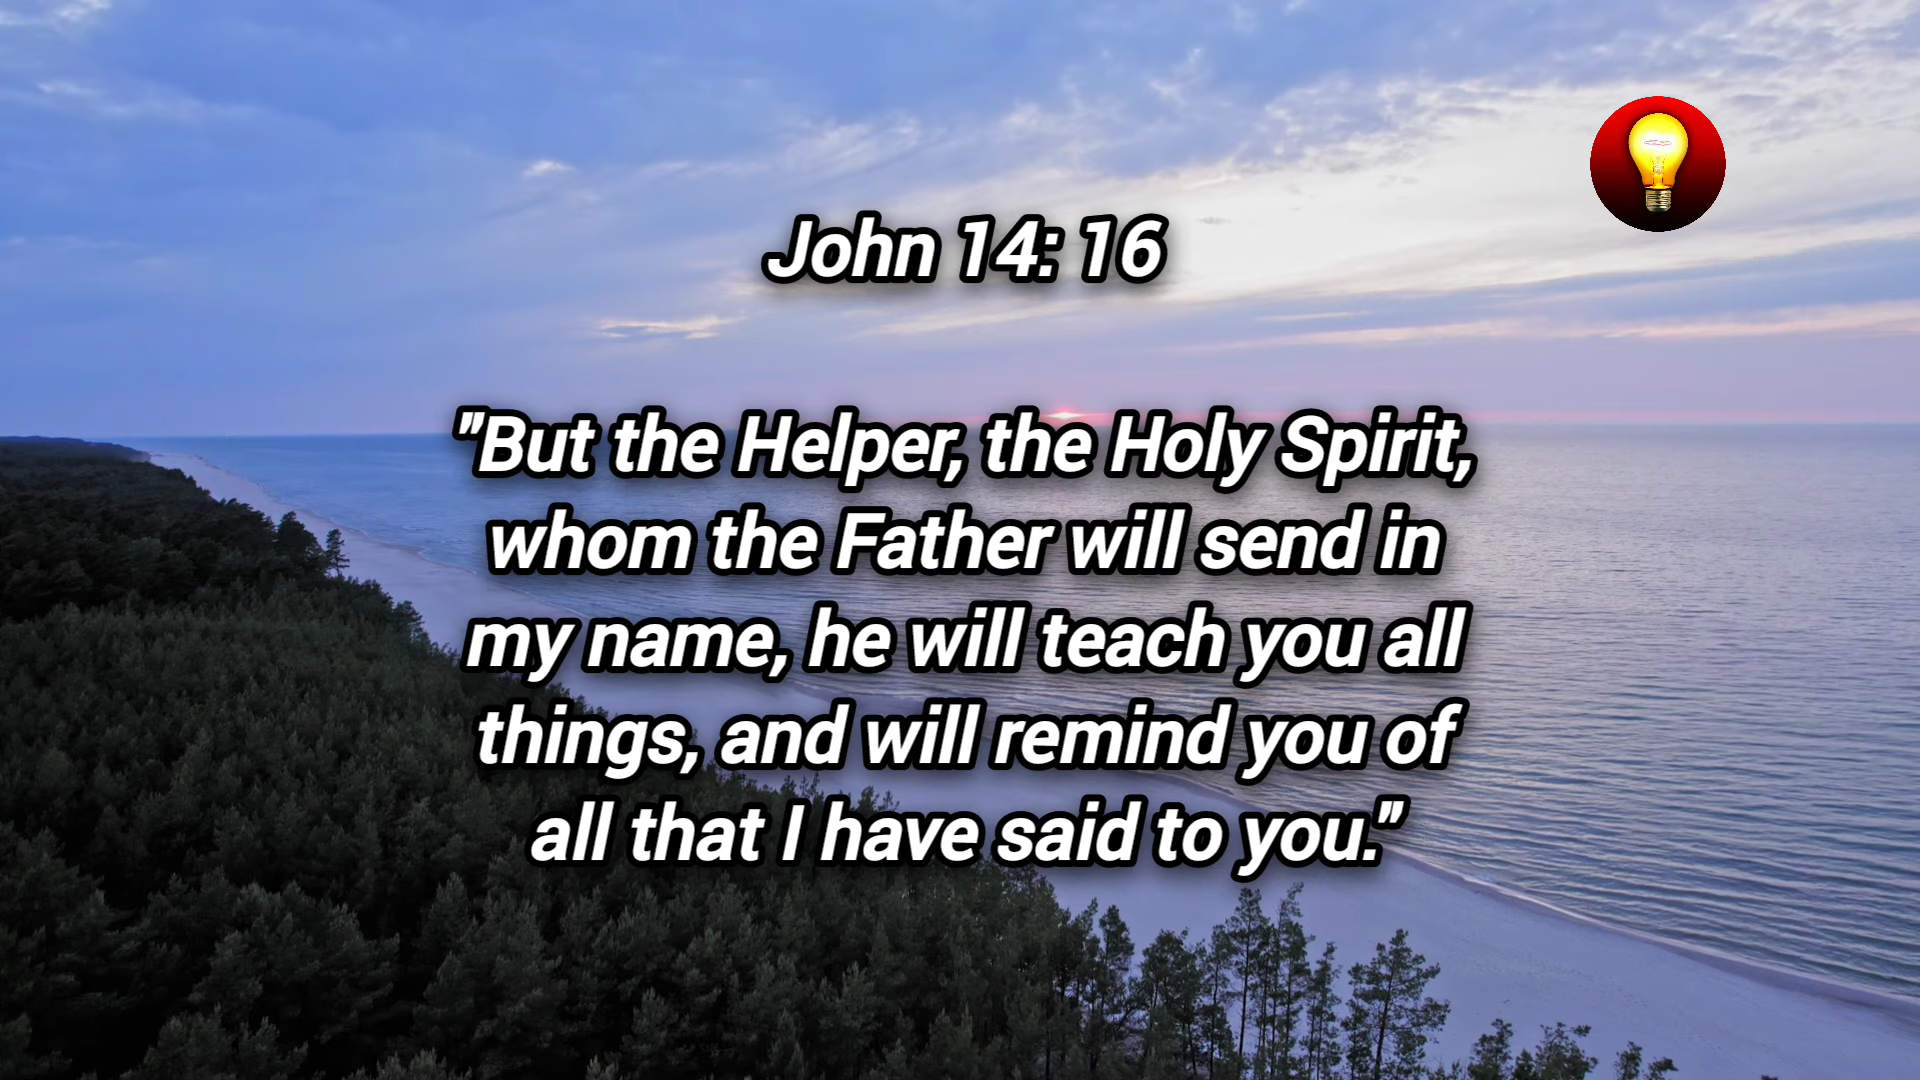 John 14: 16
"But the Helper, the Holy Spirit,
whom the Father will send in
my name, he will teach you all
things, and will remind you of
all that I have said to you."